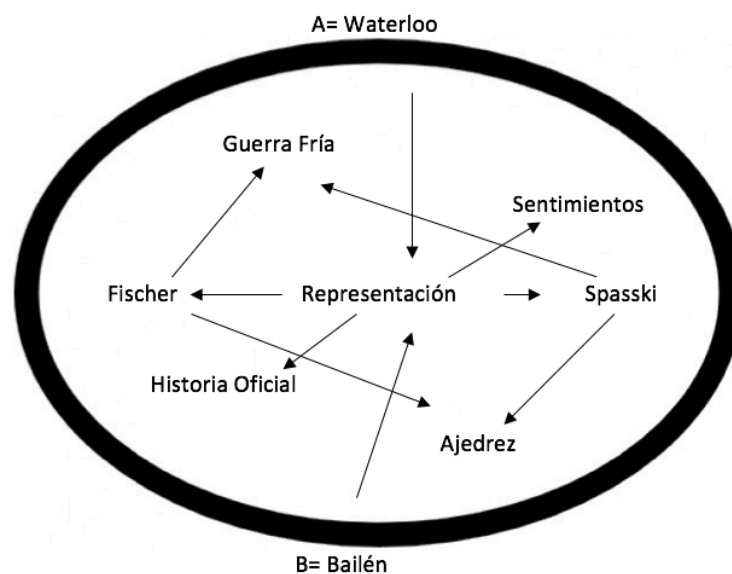 A= Waterloo
Guerra Fría
Sentimientos
Fischer
Representación
Spasski
Historia Oficial
Ajedrez
B= Bailén